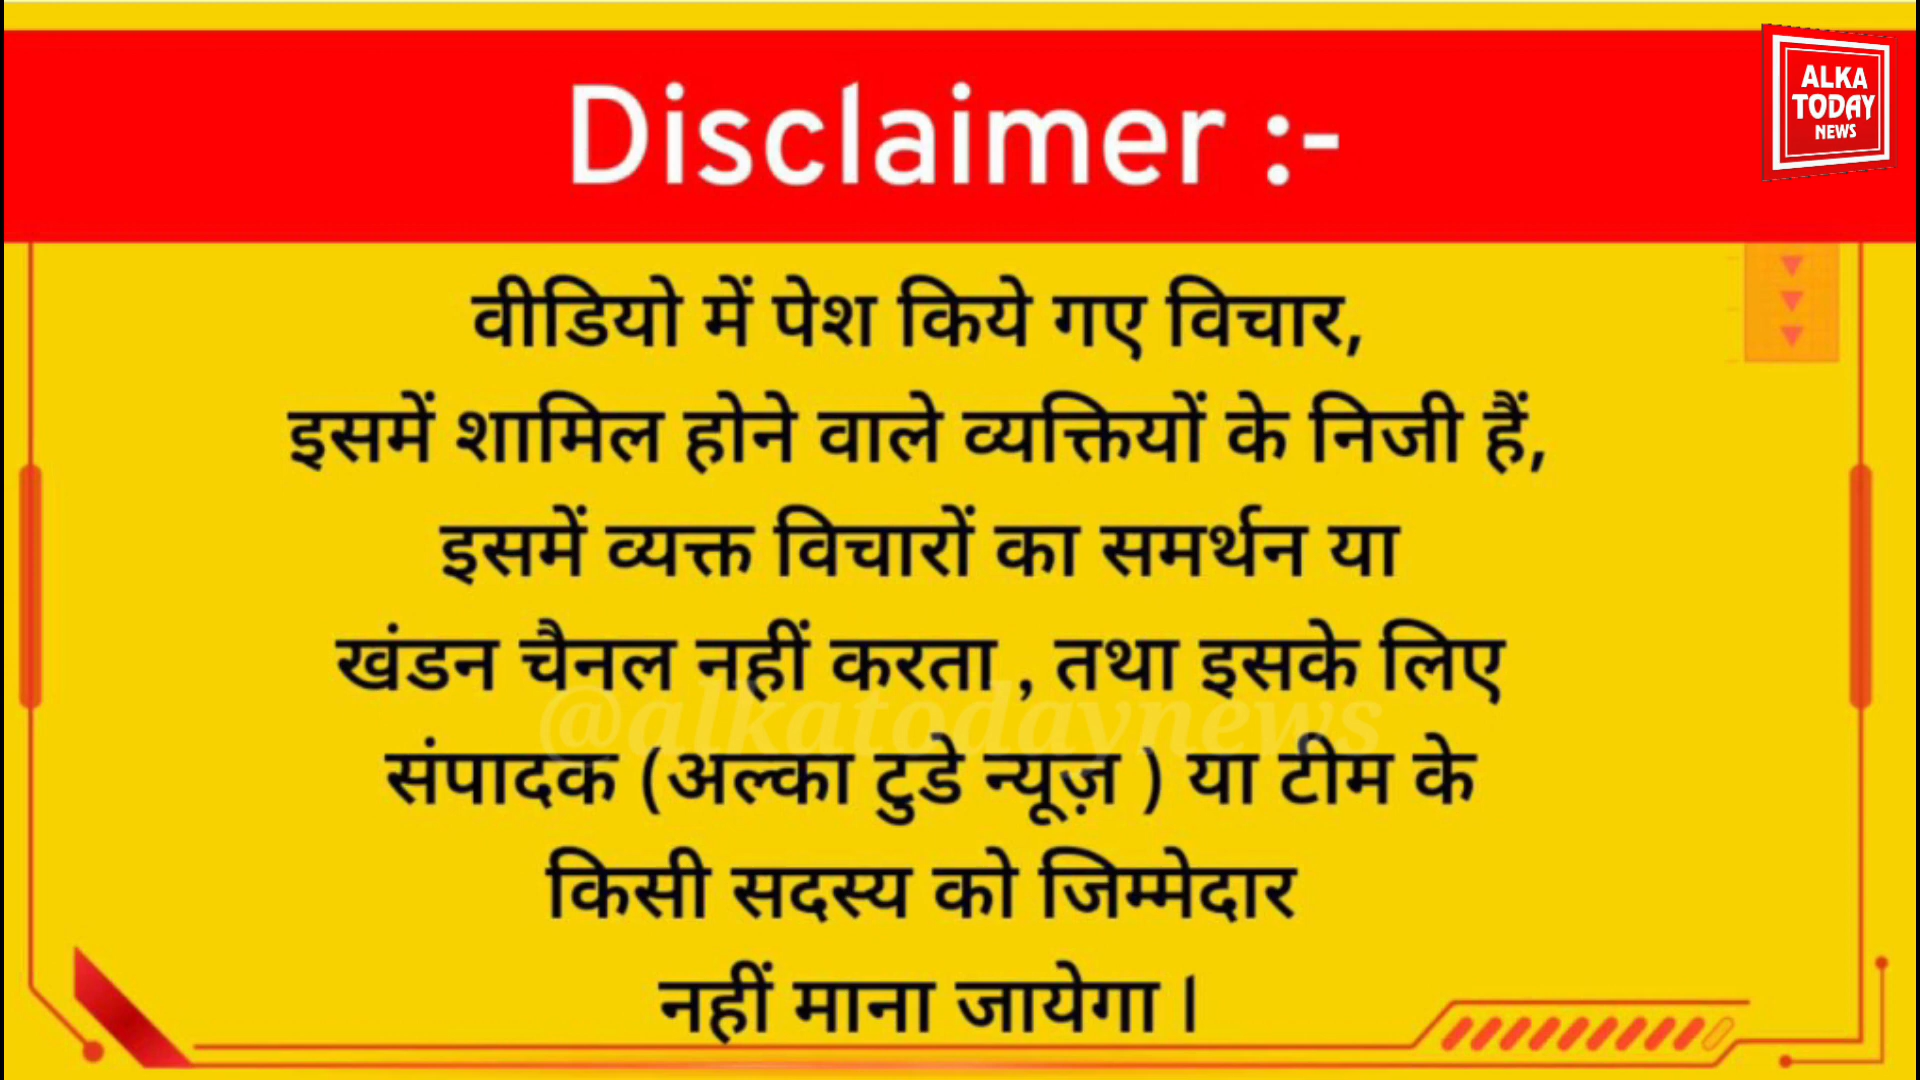 Disclaimer :-
ALKA
TODAY
NEWS
वीडियो में पेश किये गए विचार,
इसमें शामिल होने वाले व्यक्तियों के निजी हैं,
इसमें व्यक्त विचारों का समर्थन या
खंडन चैनल नहीं करता , तथा इसके लिए
@alkatodaynews
संपादक (अल्का टुडे न्यूज़ ) या टीम के
किसी सदस्य को जिम्मेदार
नहीं माना जायेगा ।